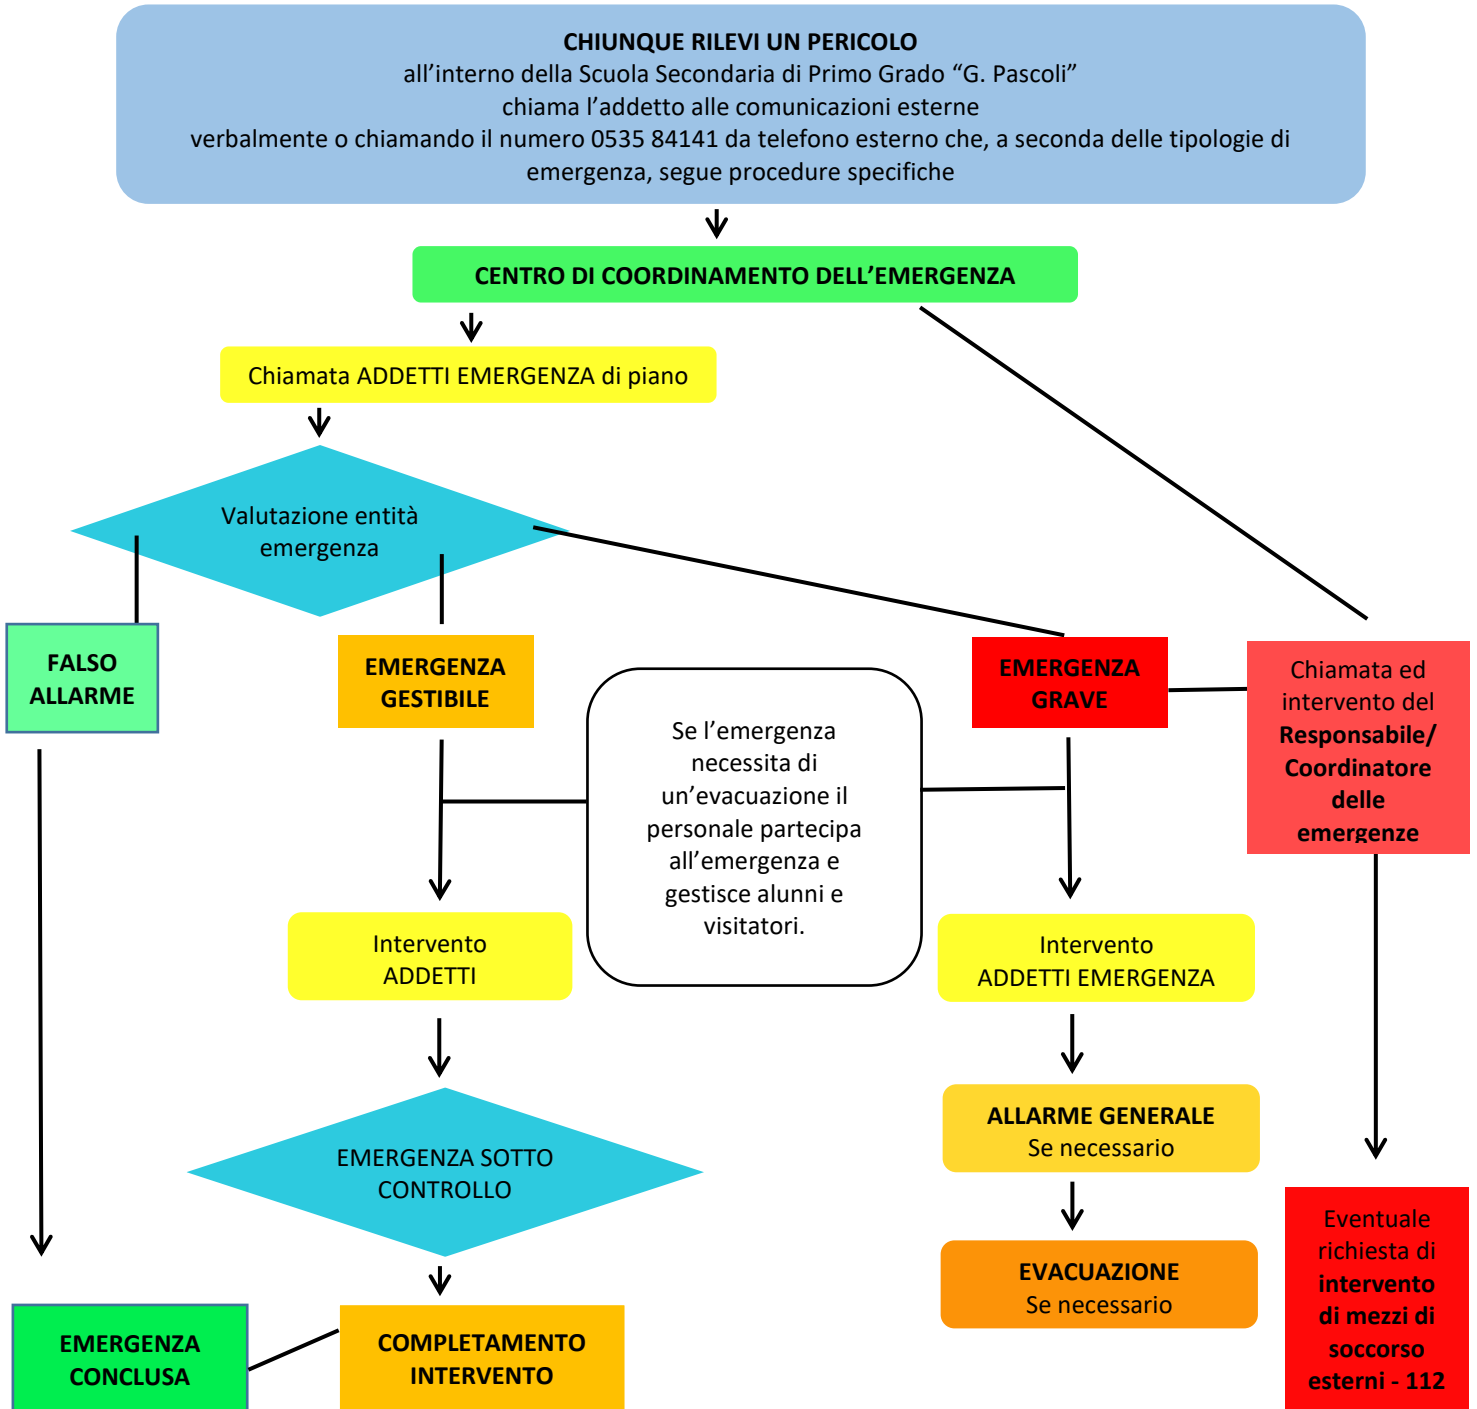 CHIUNQUE RILEVI UN PERICOLO
all’interno della Scuola Secondaria di Primo Grado “G. Pascoli”
chiama l’addetto alle comunicazioni esterne
verbalmente o chiamando il numero 0535 84141 da telefono esterno che, a seconda delle tipologie di
emergenza, segue procedure specifiche
CENTRO DI COORDINAMENTO DELL’EMERGENZA
Chiamata ADDETTI EMERGENZA di piano
Valutazione entità
emergenza
FALSO
ALLARME
EMERGENZA
GESTIBILE
Se l’emergenza
necessita di
un’evacuazione il
personale partecipa
all’emergenza e
gestisce alunni e
visitatori.
EMERGENZA
GRAVE
Chiamata ed
intervento del
Responsabile/
Coordinatore
delle
emergenze
Intervento
ADDETTI
Intervento
ADDETTI EMERGENZA
EMERGENZA SOTTO
CONTROLLO
ALLARME GENERALE
Se necessario
EVACUAZIONE
Se necessario
Eventuale
richiesta di
intervento
di mezzi di
soccorso
esterni - 112
EMERGENZA
CONCLUSA
COMPLETAMENTO
INTERVENTO